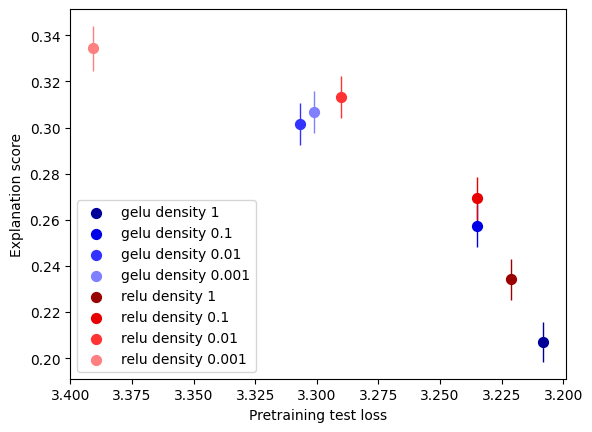 0.34
0.32
0.30
0.28
0.26
0.24
0.22
0.20
Explanation score
gelu density 1
gelu density 0.1
gelu density 0.01
gelu density 0.001
relu density 1
relu density 0.1
relu density 0.01
relu density 0.001
3.400 3.375 3.350 3.325 3.300 3.275 3.250 3.225 3.200
Pretraining test loss